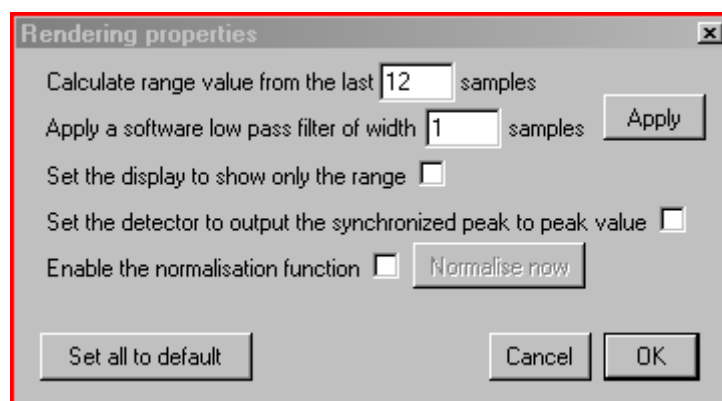 Rendering properties
Calculate range value from the last 12 samples
Apply a software low pass filter of width 1 samples Apply
Set the display to show only the range
Set the detector to output the synchronized peak to peak value
Enable the normalisation function Normalise now
Set all to default Cancel OK